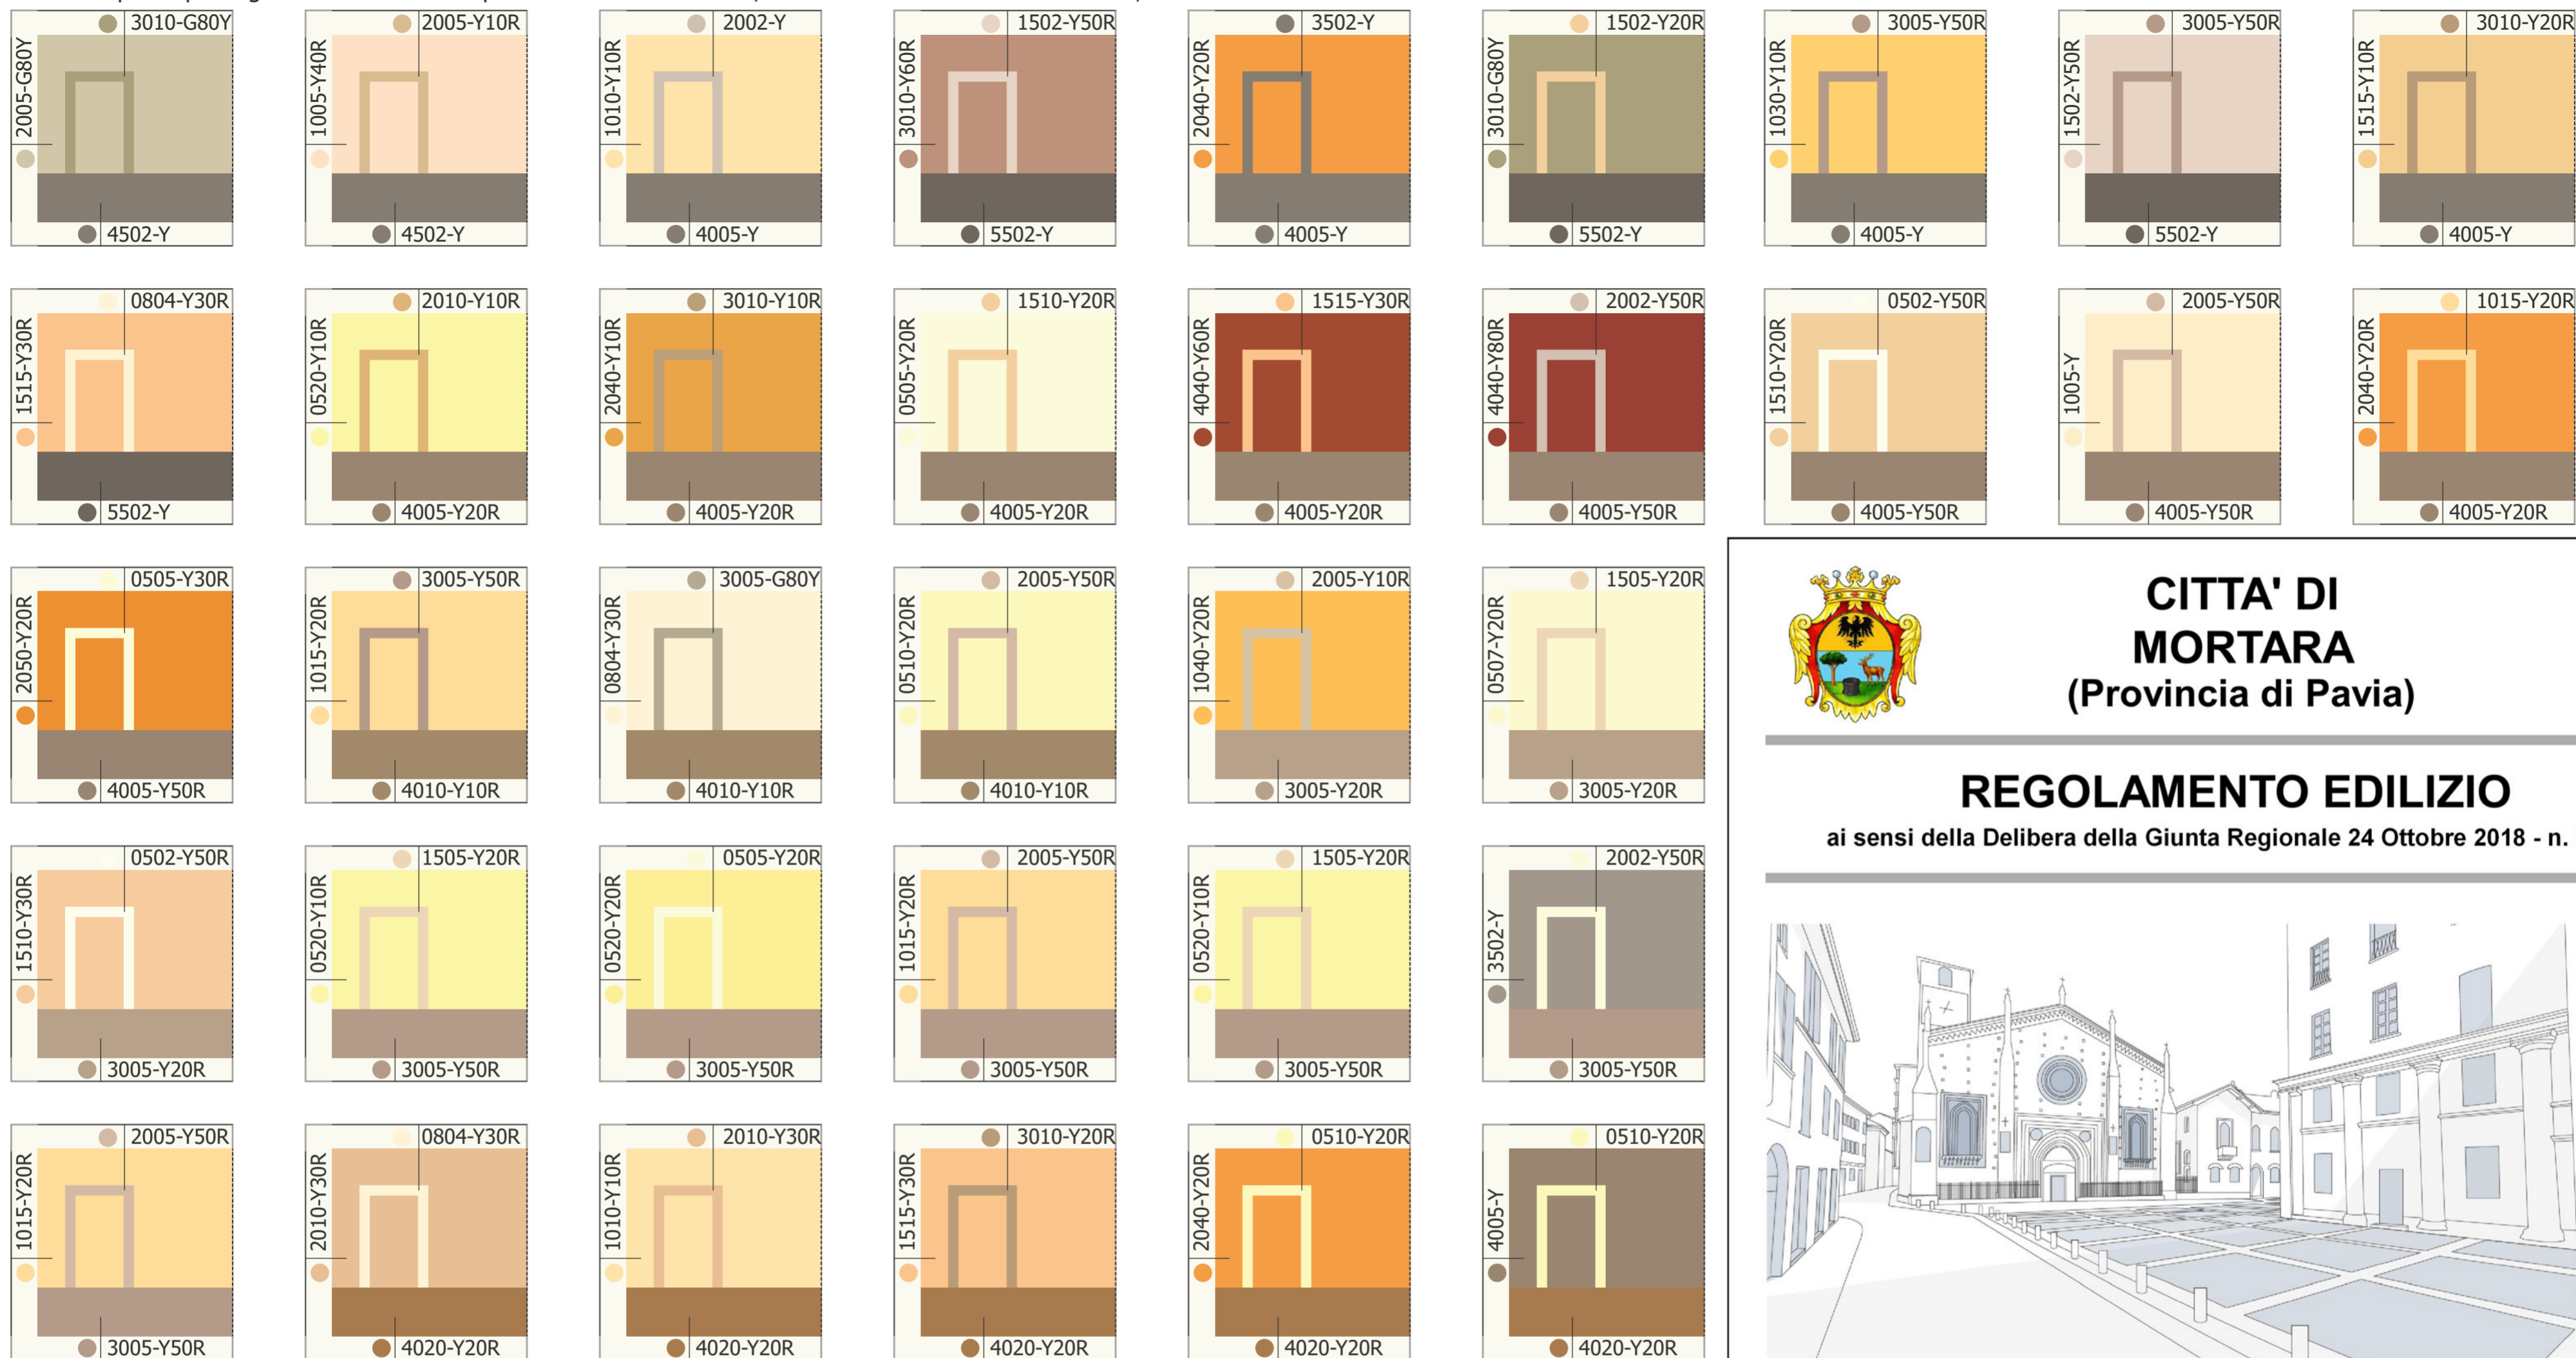 3010-G80Y
2005-G80Y
4502-Y
2005-Y10R
1005-Y40R
4502-Y
2002-Y
1010-Y10R
4005-Y
1502-Y50R
3010-Y60R
5502-Y
3502-Y
2040-Y20R
4005-Y
1502-Y20R
3010-G80Y
5502-Y
3005-Y50R
1030-Y10R
4005-Y
3005-Y50R
1502-Y50R
5502-Y
3010-Y20R
1515-Y10R
4005-Y
0804-Y30R
1515-Y30R
5502-Y
2010-Y10R
0520-Y10R
4005-Y20R
3010-Y10R
2040-Y10R
4005-Y20R
1510-Y20R
0505-Y20R
4005-Y20R
1515-Y30R
4040-Y60R
4005-Y20R
2002-Y50R
4040-Y80R
4005-Y50R
0502-Y50R
1510-Y20R
4005-Y50R
2005-Y50R
1005-Y
4005-Y50R
1015-Y20R
2040-Y20R
4005-Y20R
0505-Y30R
2050-Y20R
4005-Y50R
3005-Y50R
1015-Y20R
4010-Y10R
3005-G80Y
0804-Y30R
4010-Y10R
2005-Y50R
0510-Y20R
4010-Y10R
2005-Y10R
1040-Y20R
3005-Y20R
1505-Y20R
0507-Y20R
3005-Y20R
0502-Y50R
1510-Y30R
3005-Y20R
1505-Y20R
0520-Y10R
3005-Y50R
0505-Y20R
0520-Y20R
3005-Y50R
2005-Y50R
1015-Y20R
3005-Y50R
1505-Y20R
0520-Y10R
3005-Y50R
2002-Y50R
3502-Y
3005-Y50R
2005-Y50R
1015-Y20R
3005-Y50R
0804-Y30R
2010-Y30R
4020-Y20R
2010-Y30R
1010-Y10R
4020-Y20R
3010-Y20R
1515-Y30R
4020-Y20R
0510-Y20R
2040-Y20R
4020-Y20R
0510-Y20R
4005-Y
4020-Y20R
CITTA' DI
MORTARA
(Provincia di Pavia)
REGOLAMENTO EDILIZIO
ai sensi della Delibera della Giunta Regionale 24 Ottobre 2018 - n.